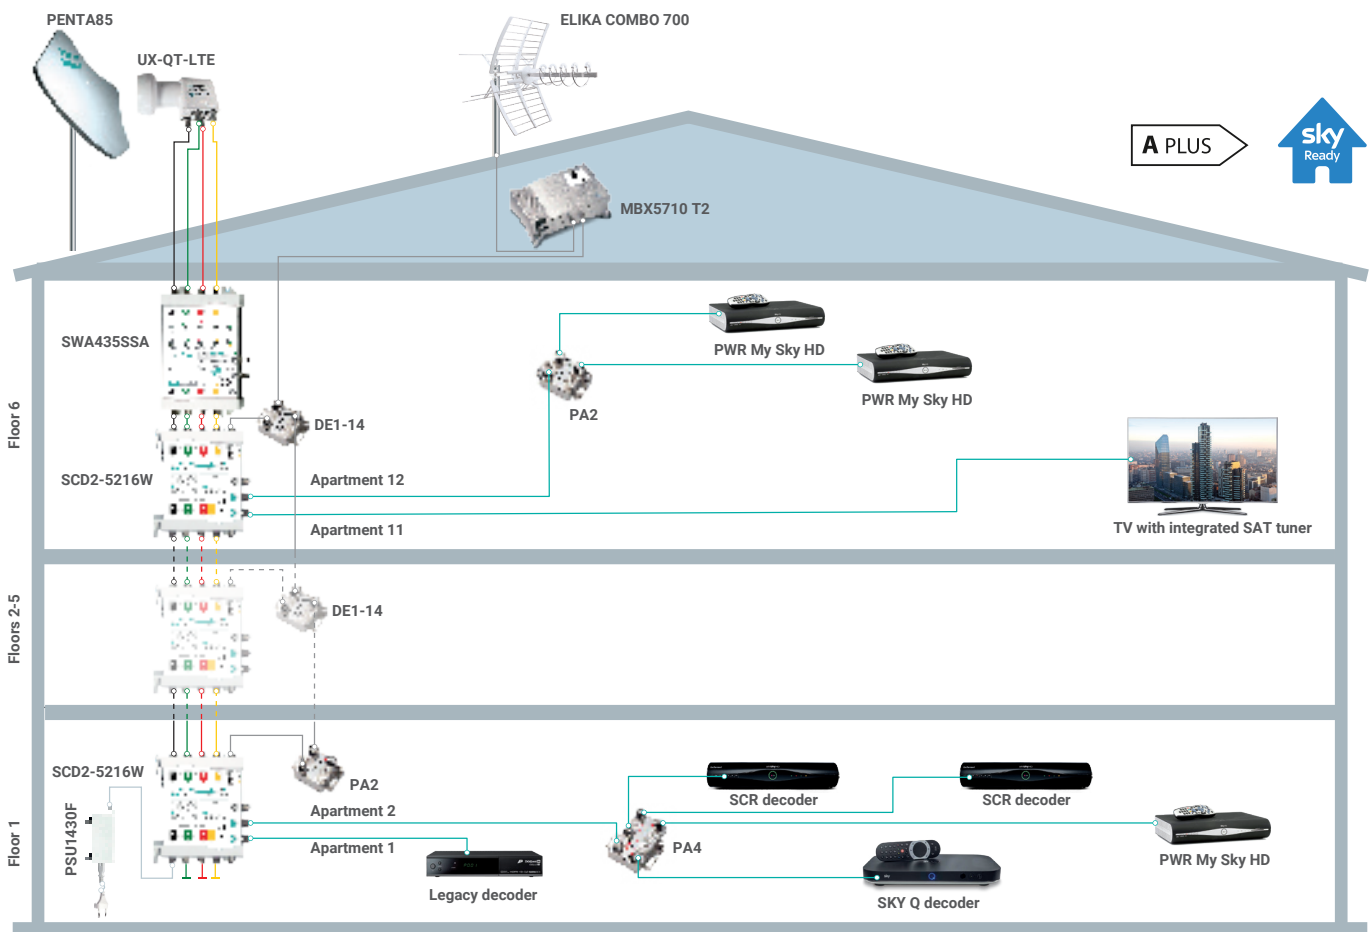 PENTA85
UX-QT-LTE
ELIKA COMBO 700
A PLUS
sky
Ready
MBX5710 T2
SWA435SSA
PWR My Sky HD
PWR My Sky HD
PA2
Floor 6
DE1-14
SCD2-5216W
Apartment 12
Apartment 11
TV with integrated SAT tuner
Floors 2-5
DE1-14
SCD2-5216W
PA2
PSU1430F
Floor 1
Apartment 2
Apartment 1
SCR decoder
SCR decoder
PA4
PWR My Sky HD
Legacy decoder
sky
SKY Q decoder